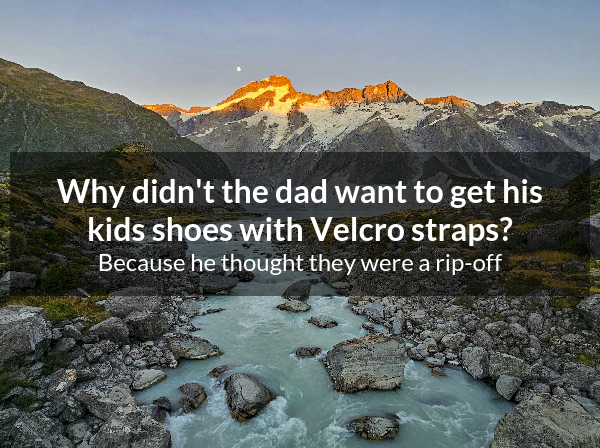 Why didn't the dad want to get his
kids shoes with Velcro straps?
Because he thought they were a rip-off